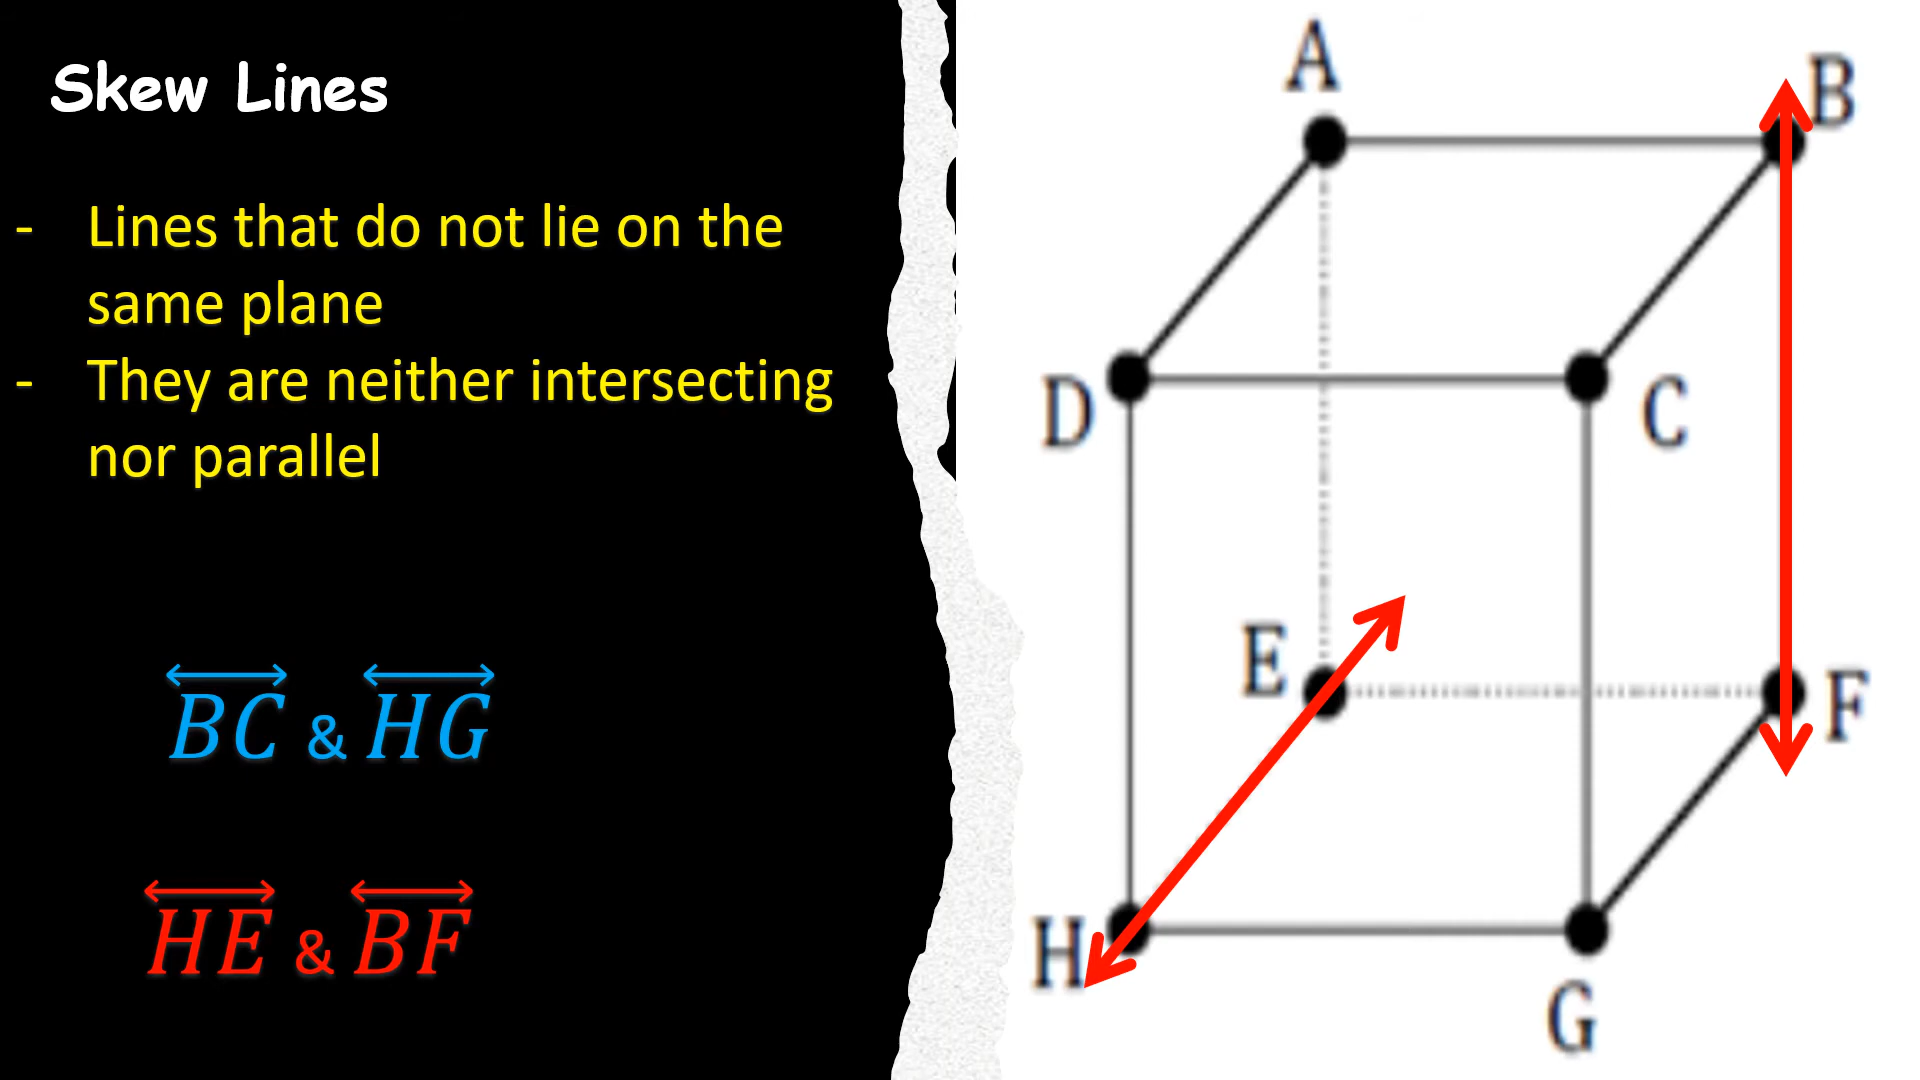 Skew Lines
- Lines that do not lie on the
same plane
- They are neither intersecting
nor parallel
BC & HG
HE & BF
A
B
D
C
E
F
H
G